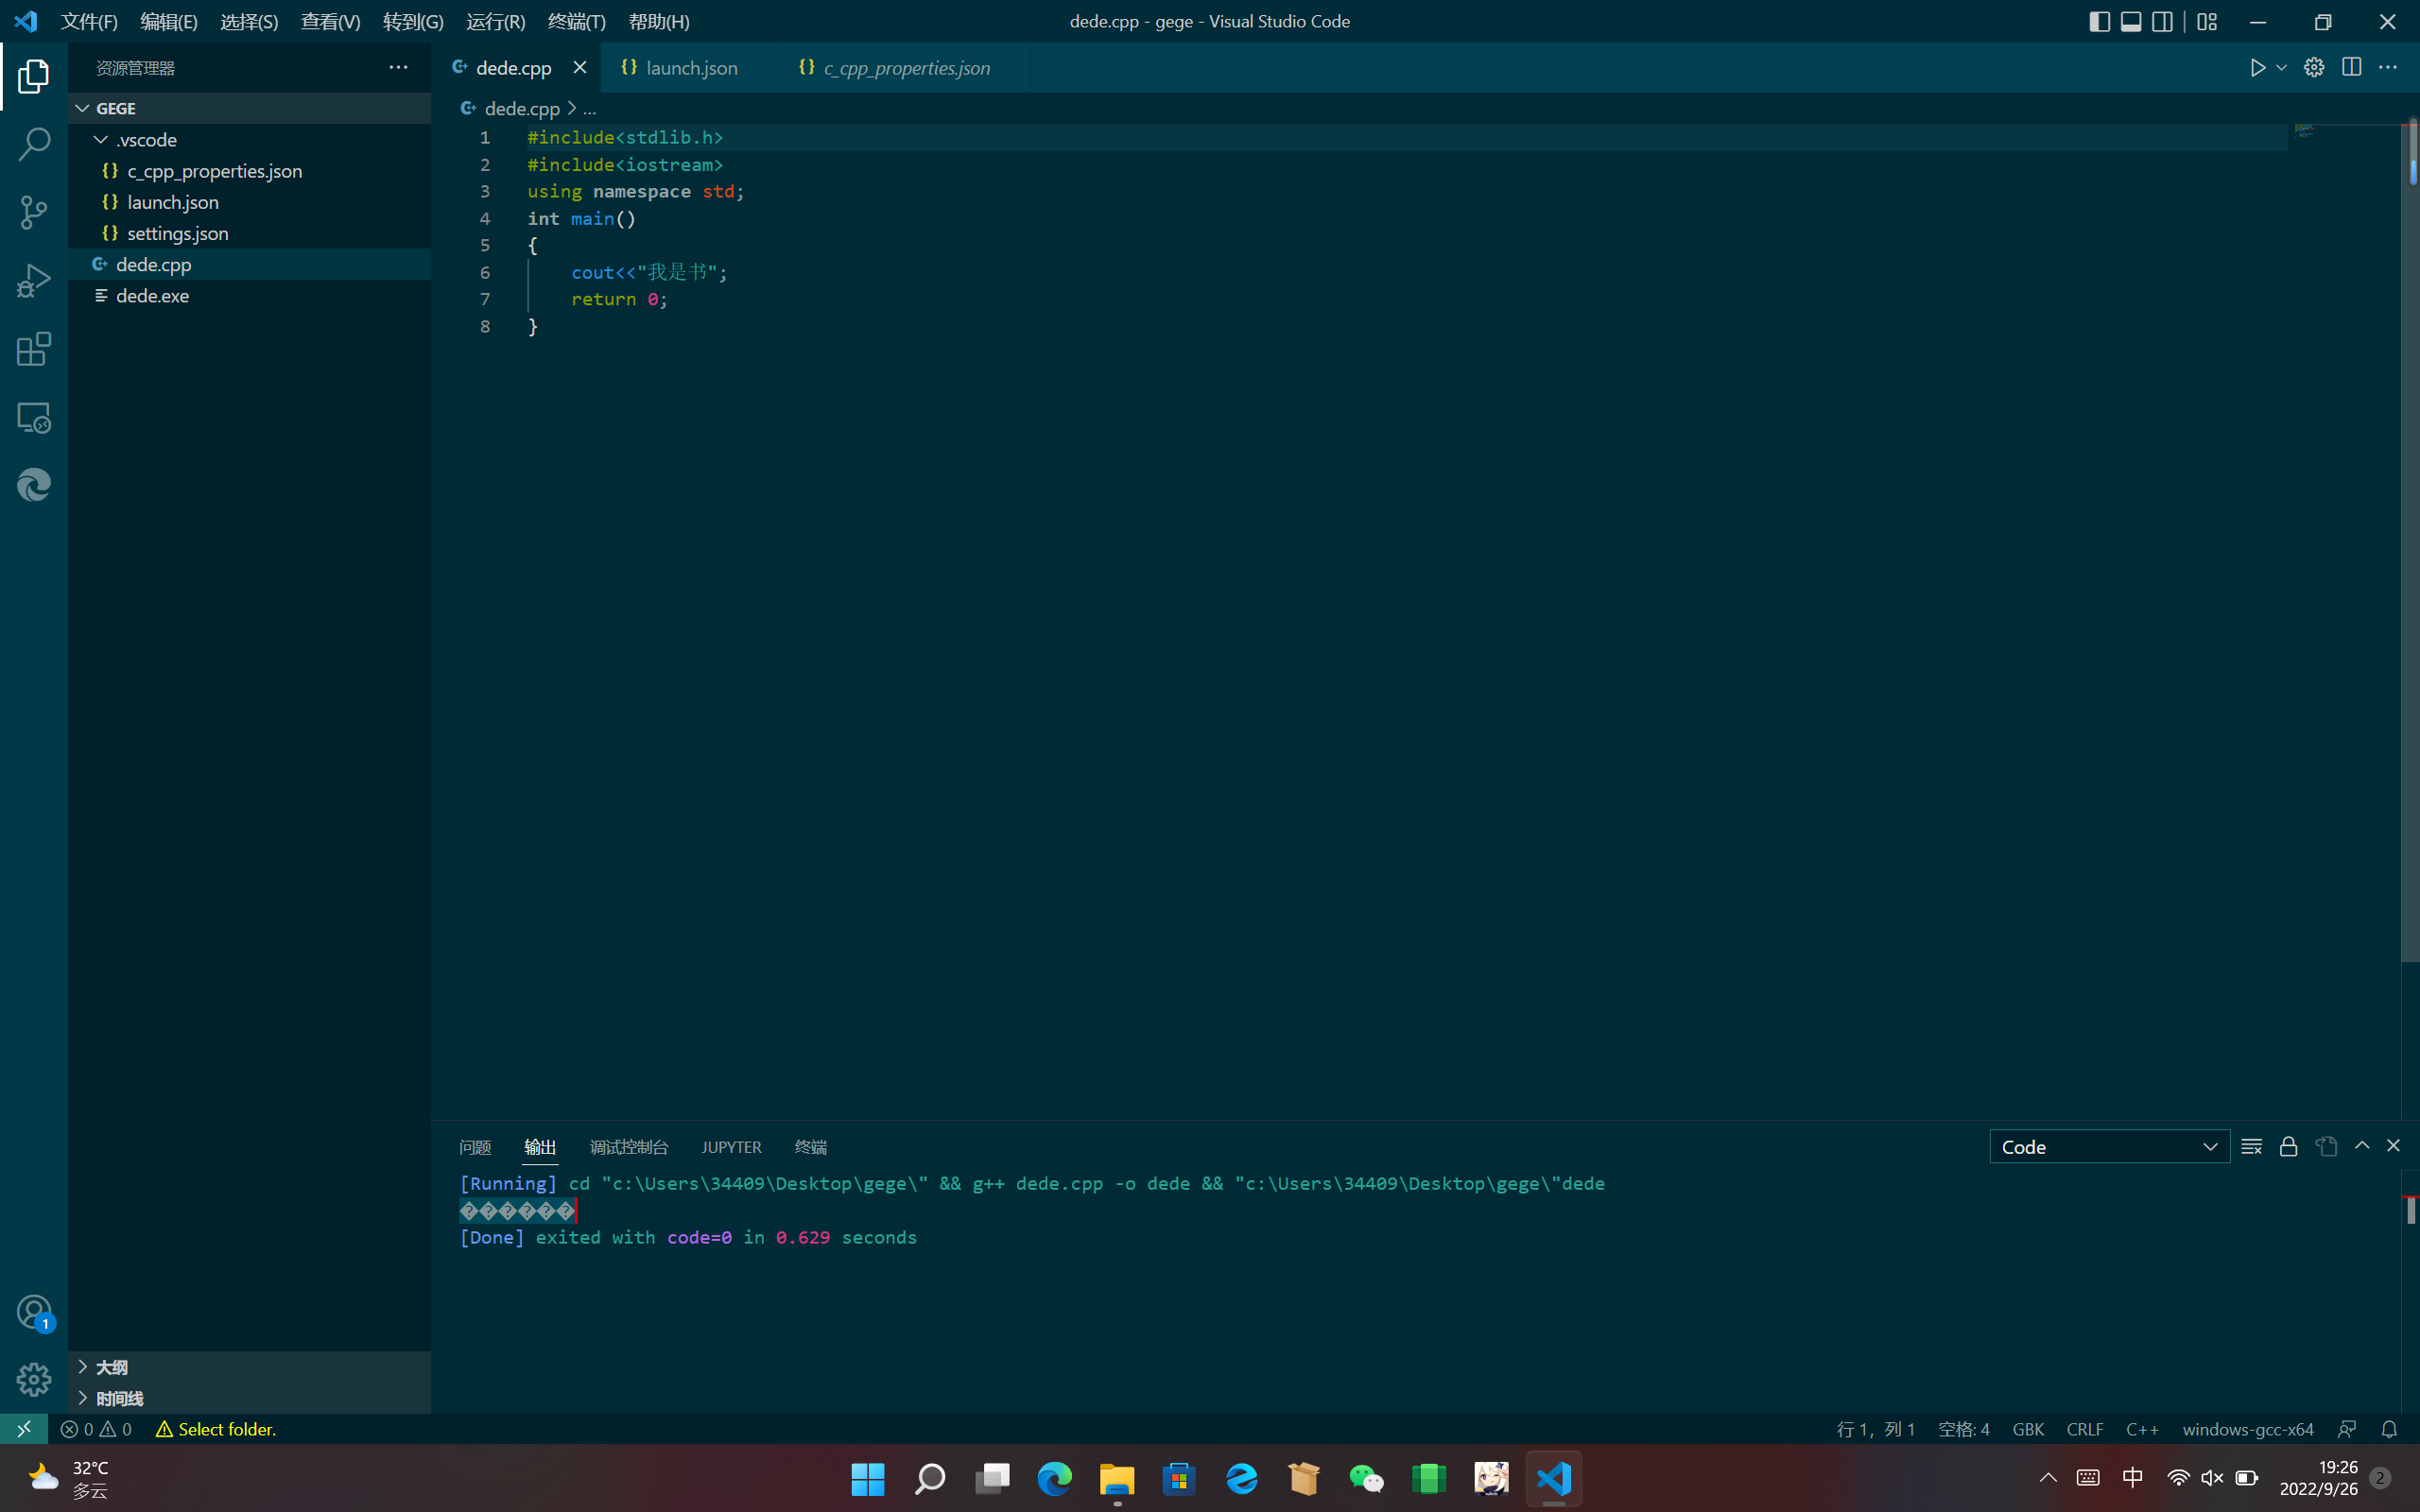 文件(F) 编辑(E) 选择(S) 查看(V) 转到(G) 运行(R) 终端(T) 帮助(H)
dede.cpp - gege - Visual Studio Code
资源管理器
GEGE
.vscode
{} c_cpp_properties.json
{} launch.json
{} settings.json
dede.cpp
dede.exe
dede.cpp {} launch.json {} c_cpp_properties.json
dede.cpp > ...
1 #include<stdlib.h>
2 #include<iostream>
3 using namespace std;
4 int main()
5 {
6 cout<<"我是书";
7 return 0;
8 }
问题 输出 调试控制台 JUPYTER 终端
Code
[Running] cd "c:\Users\34409\Desktop\gege\" && g++ dede.cpp -o dede && "c:\Users\34409\Desktop\gege\"dede
������
[Done] exited with code=0 in 0.629 seconds
1
大纲
时间线
0 0 Select folder.
行 1，列 1 空格: 4 GBK CRLF C++ windows-gcc-x64
32°C
多云
中
19:26
2022/9/26
2